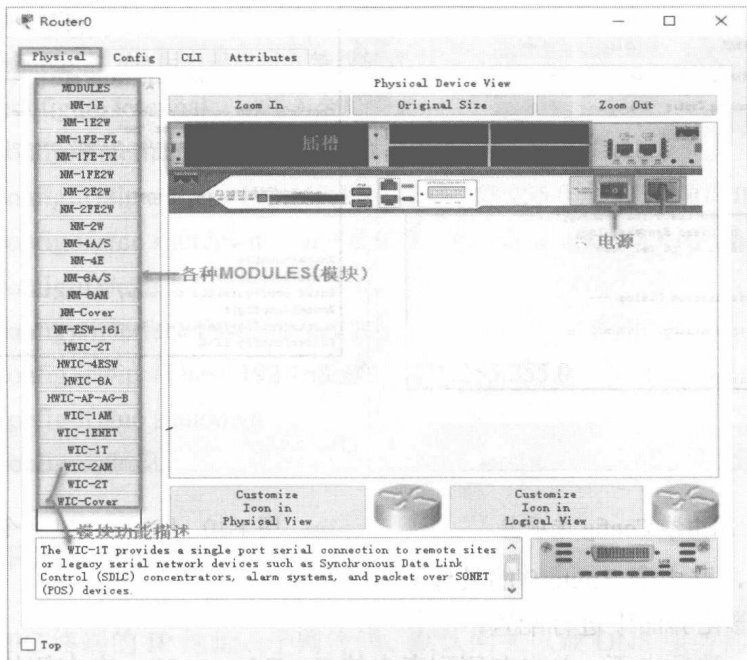 Router0
Physical Config CLI Attributes
MODULES
NM-1E
NM-1E2W
NM-1FE-FX
NM-1FE-TX
NM-1FE2W
NM-2E2W
NM-2FE2W
NM-2W
NM-4A/S
NM-4E
NM-8A/S
NM-8AM
NM-Cover
NM-ESW-161
HWIC-2T
HWIC-4ESW
HWIC-8A
HWIC-AP-AG-B
WIC-1AM
WIC-1ENET
WIC-1T
WIC-2AM
WIC-2T
WIC-Cover
Physical Device View
Zoom In Original Size Zoom Out
插槽
电源
各种MODULES(模块)
Customize
Icon in
Physical View
Customize
Icon in
Logical View
模块功能描述
The WIC-1T provides a single port serial connection to remote sites
or legacy serial network devices such as Synchronous Data Link
Control (SDLC) concentrators, alarm systems, and packet over SONET
(POS) devices.
Top